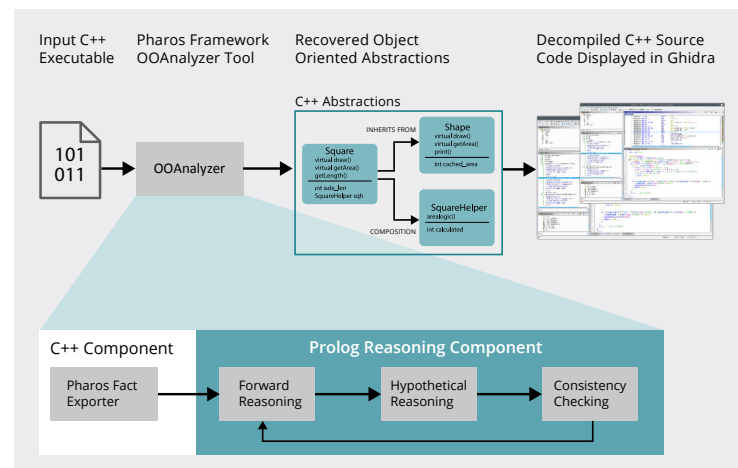 Input C++
Executable
Pharos Framework
OOAnalyzer Tool
Recovered Object
Oriented Abstractions
Decompiled C++ Source
Code Displayed in Ghidra
C++ Abstractions
101
011
OOAnalyzer
INHERITS FROM
Square
virtual draw()
virtual getArea()
getLength()
int side_len
SquareHelper sqh
Shape
virtual draw()
virtual getArea()
print()
int cached_area
SquareHelper
arealogic()
int calculated
COMPOSITION
C++ Component
Prolog Reasoning Component
Pharos Fact
Exporter
Forward
Reasoning
Hypothetical
Reasoning
Consistency
Checking